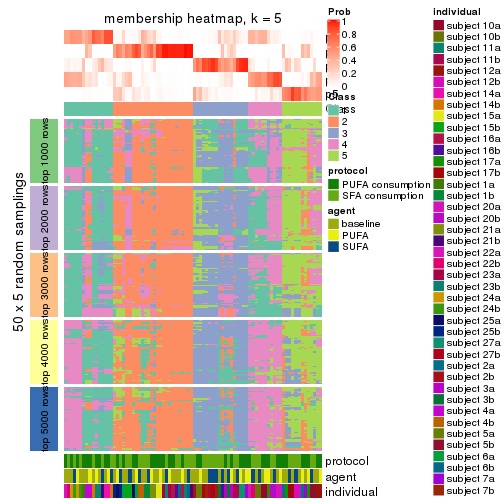 membership heatmap, k = 5
50 x 5 random samplings
top 1000 rows
top 2000 rows
top 3000 rows
top 4000 rows
top 5000 rows
protocol
agent
individual
Prob
1
0.8
0.6
0.4
0.2
0
Class
1
2
3
4
5
protocol
PUFA consumption
SFA consumption
agent
baseline
PUFA
SUFA
individual
subject 10a
subject 10b
subject 11a
subject 11b
subject 12a
subject 12b
subject 14a
subject 14b
subject 15a
subject 15b
subject 16a
subject 16b
subject 17a
subject 17b
subject 1a
subject 1b
subject 20a
subject 20b
subject 21a
subject 21b
subject 22a
subject 22b
subject 23a
subject 23b
subject 24a
subject 24b
subject 25a
subject 25b
subject 27a
subject 27b
subject 2a
subject 2b
subject 3a
subject 3b
subject 4a
subject 4b
subject 5a
subject 5b
subject 6a
subject 6b
subject 7a
subject 7b